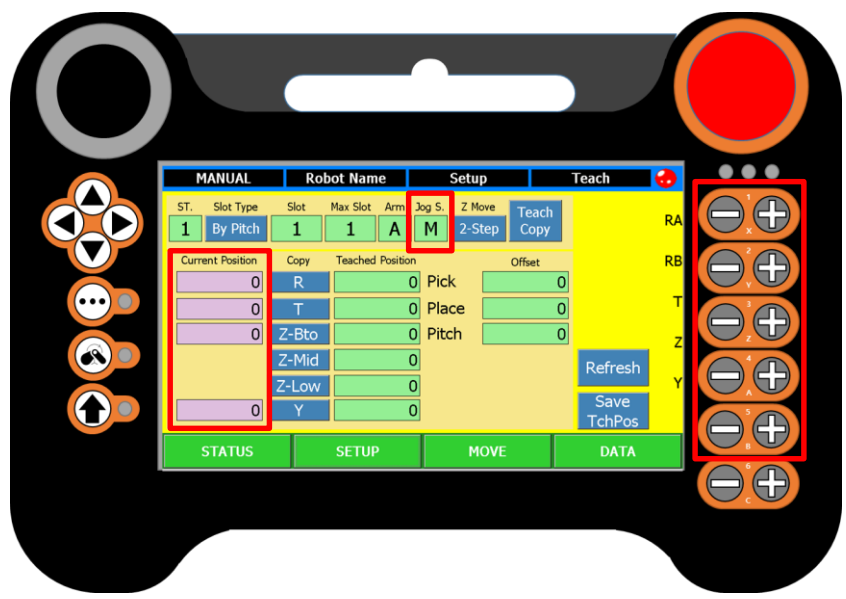 MANUAL Robot Name Setup Teach
ST. Slot Type Slot Max Slot Arm Jog S. Z Move
1 By Pitch 1 1 A M 2-Step Teach Copy
RA
Current Position Copy Teached Position Offset
RB
0 R 0 Pick 0
0 T 0 Place 0
T
0 Z-Bto 0 Pitch 0
Z
Z-Mid 0
Refresh
Z-Low 0
Y
0 Y 0
Save
TchPos
STATUS SETUP MOVE DATA
1
X
2
Y
3
Z
4
A
5
B
6
C